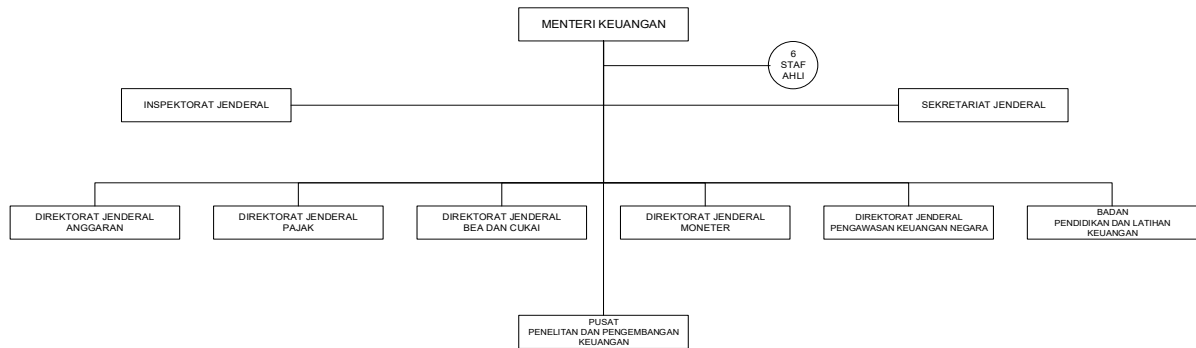 MENTERI KEUANGAN
6
STAF
AHLI
INSPEKTORAT JENDERAL
SEKRETARIAT JENDERAL
DIREKTORAT JENDERAL
ANGGARAN
DIREKTORAT JENDERAL
PAJAK
DIREKTORAT JENDERAL
BEA DAN CUKAI
DIREKTORAT JENDERAL
MONETER
DIREKTORAT JENDERAL
PENGAWASAN KEUANGAN NEGARA
BADAN
PENDIDIKAN DAN LATIHAN
KEUANGAN
PUSAT
PENELITAN DAN PENGEMBANGAN
KEUANGAN